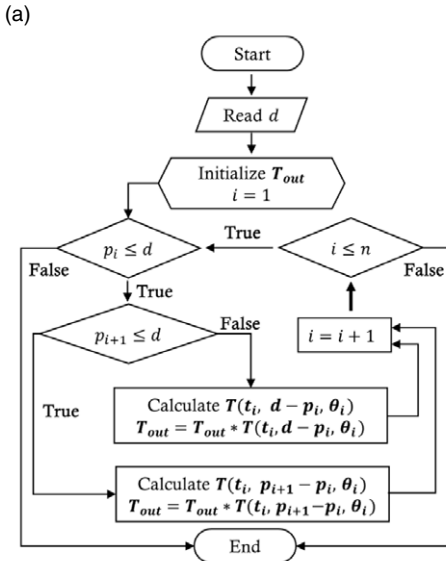 (a)
Start
Read d
Initialize T_out
i = 1
p_i ≤ d
True
i ≤ n
False
True
False
p_{i+1} ≤ d
False
i = i + 1
True
Calculate T(t_i, d − p_i, θ_i)
T_out = T_out * T(t_i, d − p_i, θ_i)
Calculate T(t_i, p_{i+1} − p_i, θ_i)
T_out = T_out * T(t_i, p_{i+1}−p_i, θ_i)
End